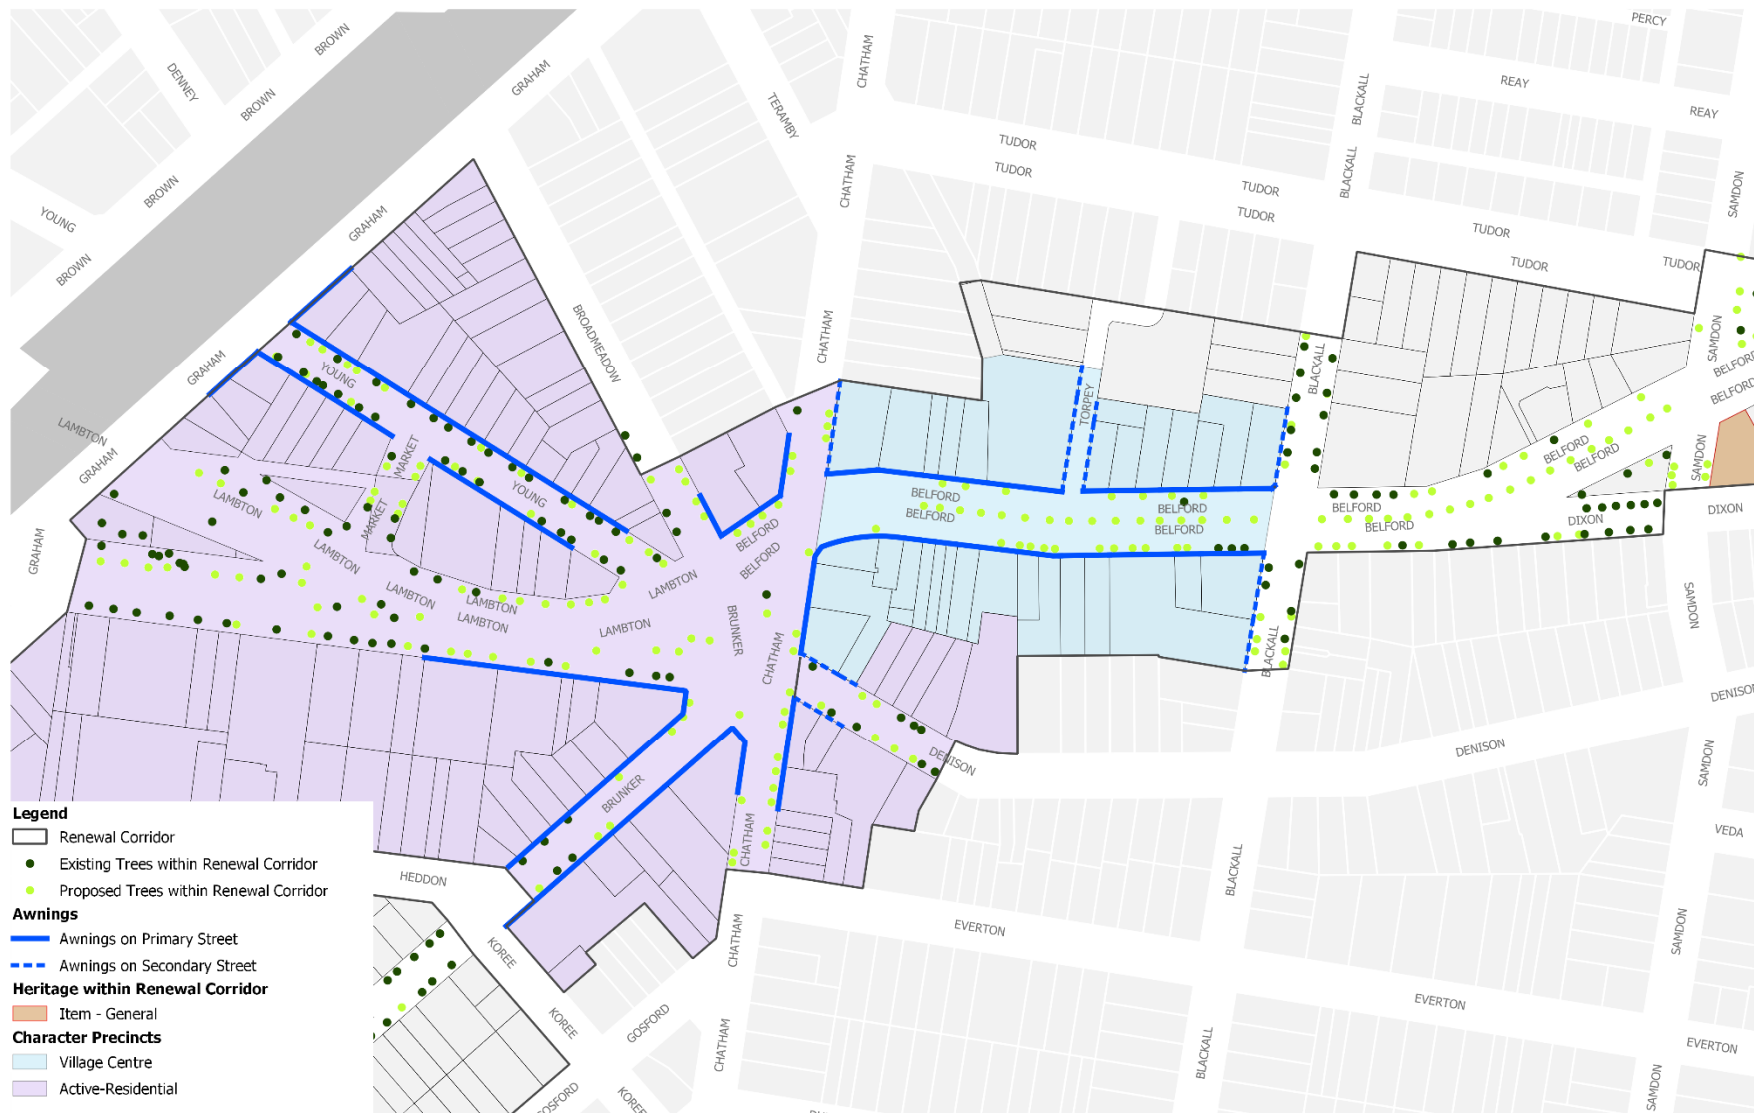 PERCY
BROWN
CHATHAM
DENNEY
GRAHAM
REAY
BLACKALL
BROWN
TERAMBY
REAY
TUDOR
TUDOR
CHATHAM
BLACKALL
BROWN
TUDOR
SAMDON
YOUNG
GRAHAM
TUDOR
TUDOR
BROWN
TUDOR
TUDOR
CHATHAM
BROADMEADOW
SAMDON
GRAHAM
YOUNG
BLACKALL
BELFORD
BELFORD
TORPEY
LAMBTON
GRAHAM
MARKET
BELFORD
BELFORD
SAMDON
LAMBTON
YOUNG
MARKET
BELFORD
BELFORD
BELFORD
BELFORD
BELFORD
BELFORD
DIXON
DIXON
GRAHAM
LAMBTON
BELFORD
BELFORD
LAMBTON
LAMBTON
LAMBTON
LAMBTON
LAMBTON
BRUNKER
CHATHAM
BLACKALL
SAMDON
DENISON
DENISON
DENISON
SAMDON
BRUNKER
CHATHAM
VEDA
BLACKALL
HEDDON
EVERTON
CHATHAM
KOREE
SAMDON
EVERTON
KOREE
GOSFORD
CHATHAM
BLACKALL
EVERTON
SAMDON
GOSFORD
KOREE
Legend
Renewal Corridor
Existing Trees within Renewal Corridor
Proposed Trees within Renewal Corridor
Awnings
Awnings on Primary Street
Awnings on Secondary Street
Heritage within Renewal Corridor
Item - General
Character Precincts
Village Centre
Active-Residential